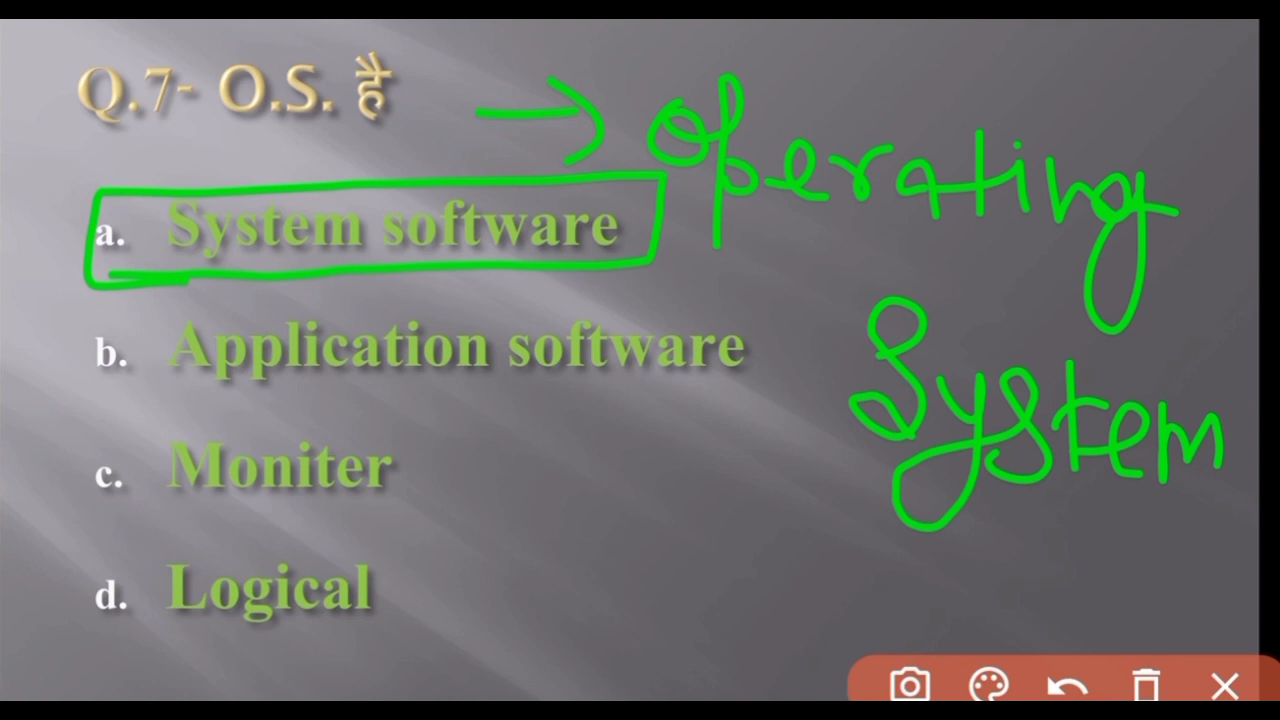 Q.7- O.S. है
→ Operating
System
a. System software
b. Application software
c. Moniter
d. Logical